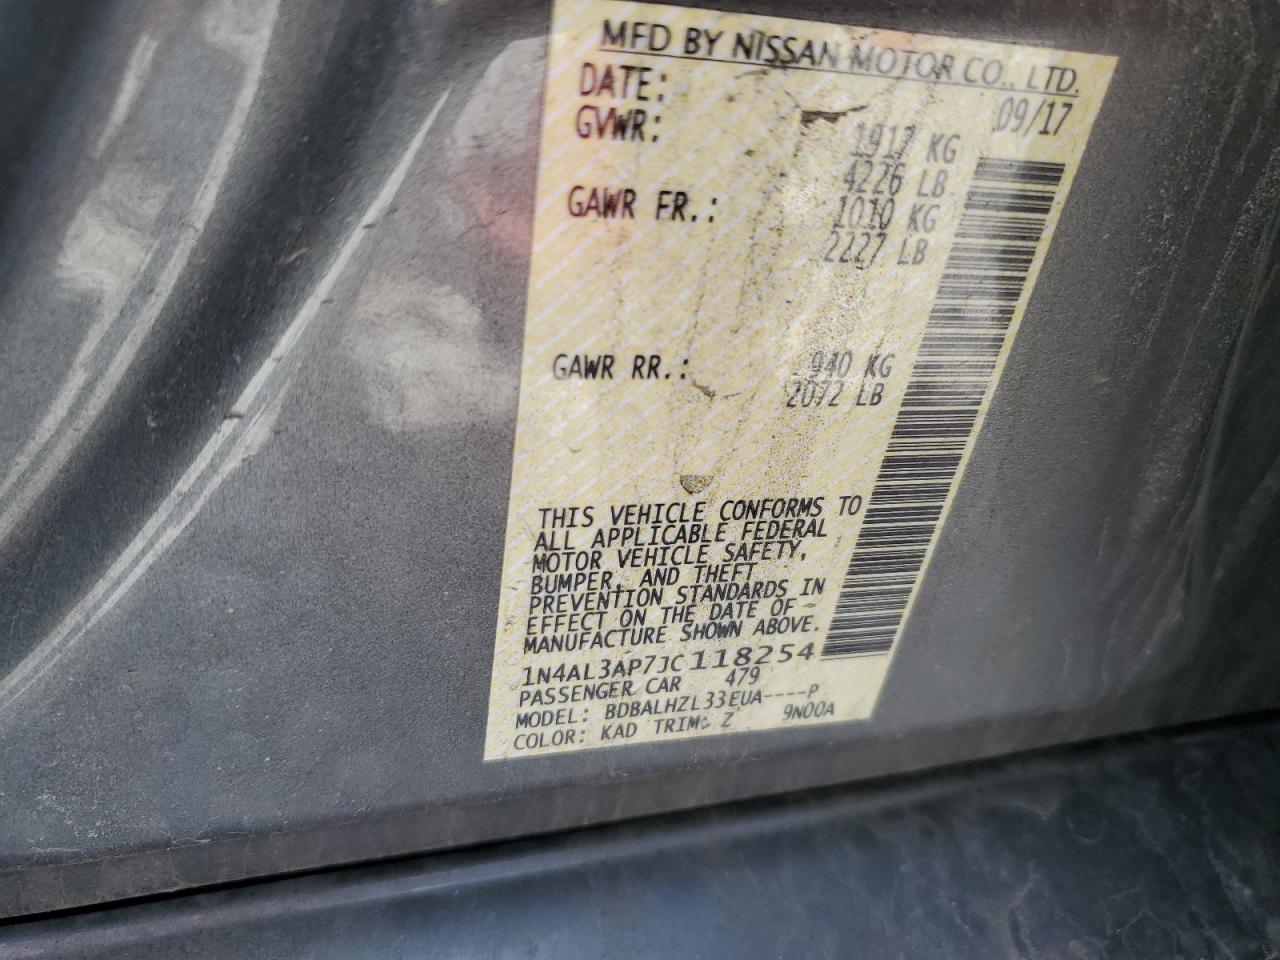 MFD BY NISSAN MOTOR CO., LTD.
DATE: 09/17
GVWR: 1917 KG
4226 LB
GAWR FR.: 1010 KG
2227 LB
GAWR RR.: 940 KG
2072 LB
THIS VEHICLE CONFORMS TO
ALL APPLICABLE FEDERAL
MOTOR VEHICLE SAFETY,
BUMPER, AND THEFT
PREVENTION STANDARDS IN
EFFECT ON THE DATE OF
MANUFACTURE SHOWN ABOVE.
1N4AL3AP7JC118254
PASSENGER CAR 479
MODEL: BDBALHZL33EUA----P
COLOR: KAD TRIM: Z 9N00A